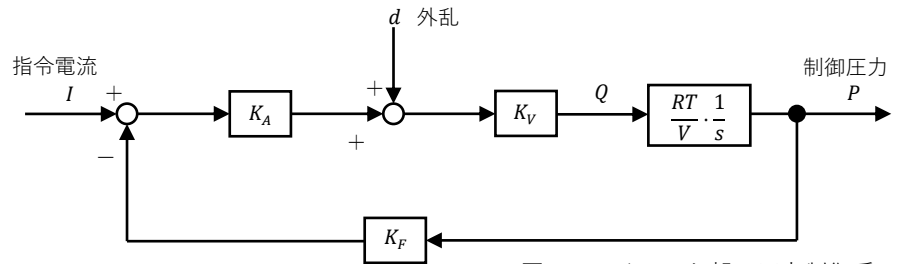 d 外乱
指令電流
I
+
+
K_A
K_V
Q
RT/V · 1/s
制御圧力
P
+
−
K_F